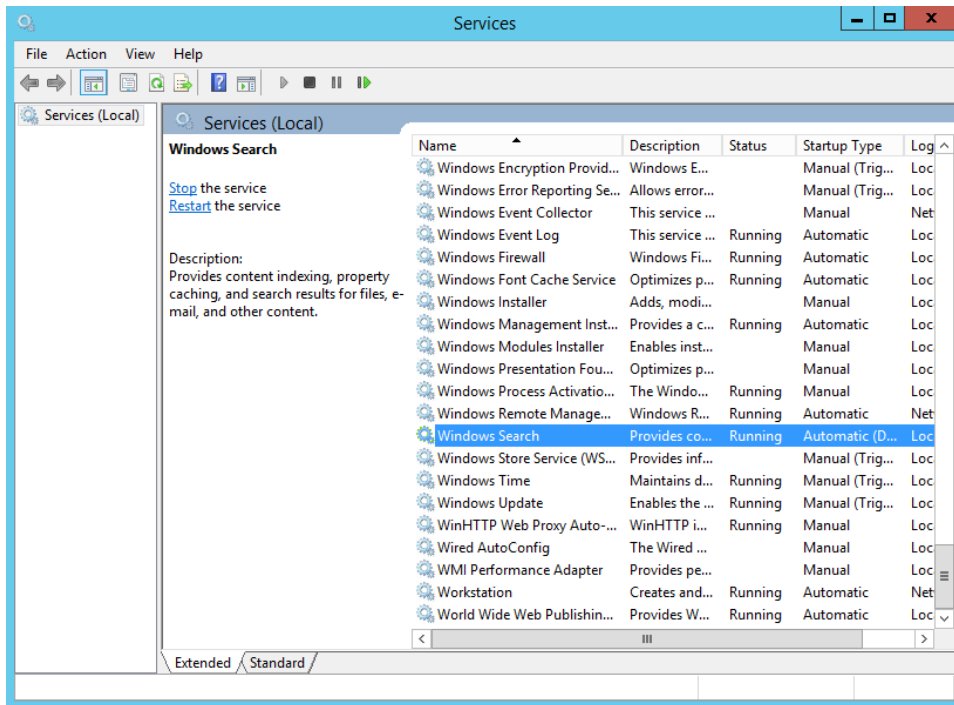 Services
File Action View Help
Services (Local)
Services (Local)
Windows Search
Stop the service
Restart the service
Description:
Provides content indexing, property
caching, and search results for files, e-
mail, and other content.
Name Description Status Startup Type Log
Windows Encryption Provid... Windows E... Manual (Trig... Loc
Windows Error Reporting Se... Allows error... Manual (Trig... Loc
Windows Event Collector This service ... Manual Net
Windows Event Log This service ... Running Automatic Loc
Windows Firewall Windows Fi... Running Automatic Loc
Windows Font Cache Service Optimizes p... Running Automatic Loc
Windows Installer Adds, modi... Manual Loc
Windows Management Inst... Provides a c... Running Automatic Loc
Windows Modules Installer Enables inst... Manual Loc
Windows Presentation Fou... Optimizes p... Manual Loc
Windows Process Activatio... The Windo... Running Manual Loc
Windows Remote Manage... Windows R... Running Automatic Net
Windows Search Provides co... Running Automatic (D... Loc
Windows Store Service (WS... Provides inf... Manual (Trig... Loc
Windows Time Maintains d... Running Manual (Trig... Loc
Windows Update Enables the ... Running Manual (Trig... Loc
WinHTTP Web Proxy Auto-... WinHTTP i... Running Manual Loc
Wired AutoConfig The Wired ... Manual Loc
WMI Performance Adapter Provides pe... Manual Loc
Workstation Creates and... Running Automatic Net
World Wide Web Publishin... Provides W... Running Automatic Loc
Extended Standard